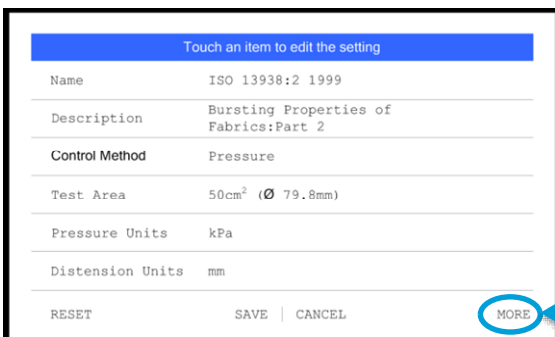 Touch an item to edit the setting
Name ISO 13938:2 1999
Description Bursting Properties of
Fabrics:Part 2
Control Method Pressure
Test Area 50cm² (Ø 79.8mm)
Pressure Units kPa
Distension Units mm
RESET SAVE | CANCEL MORE